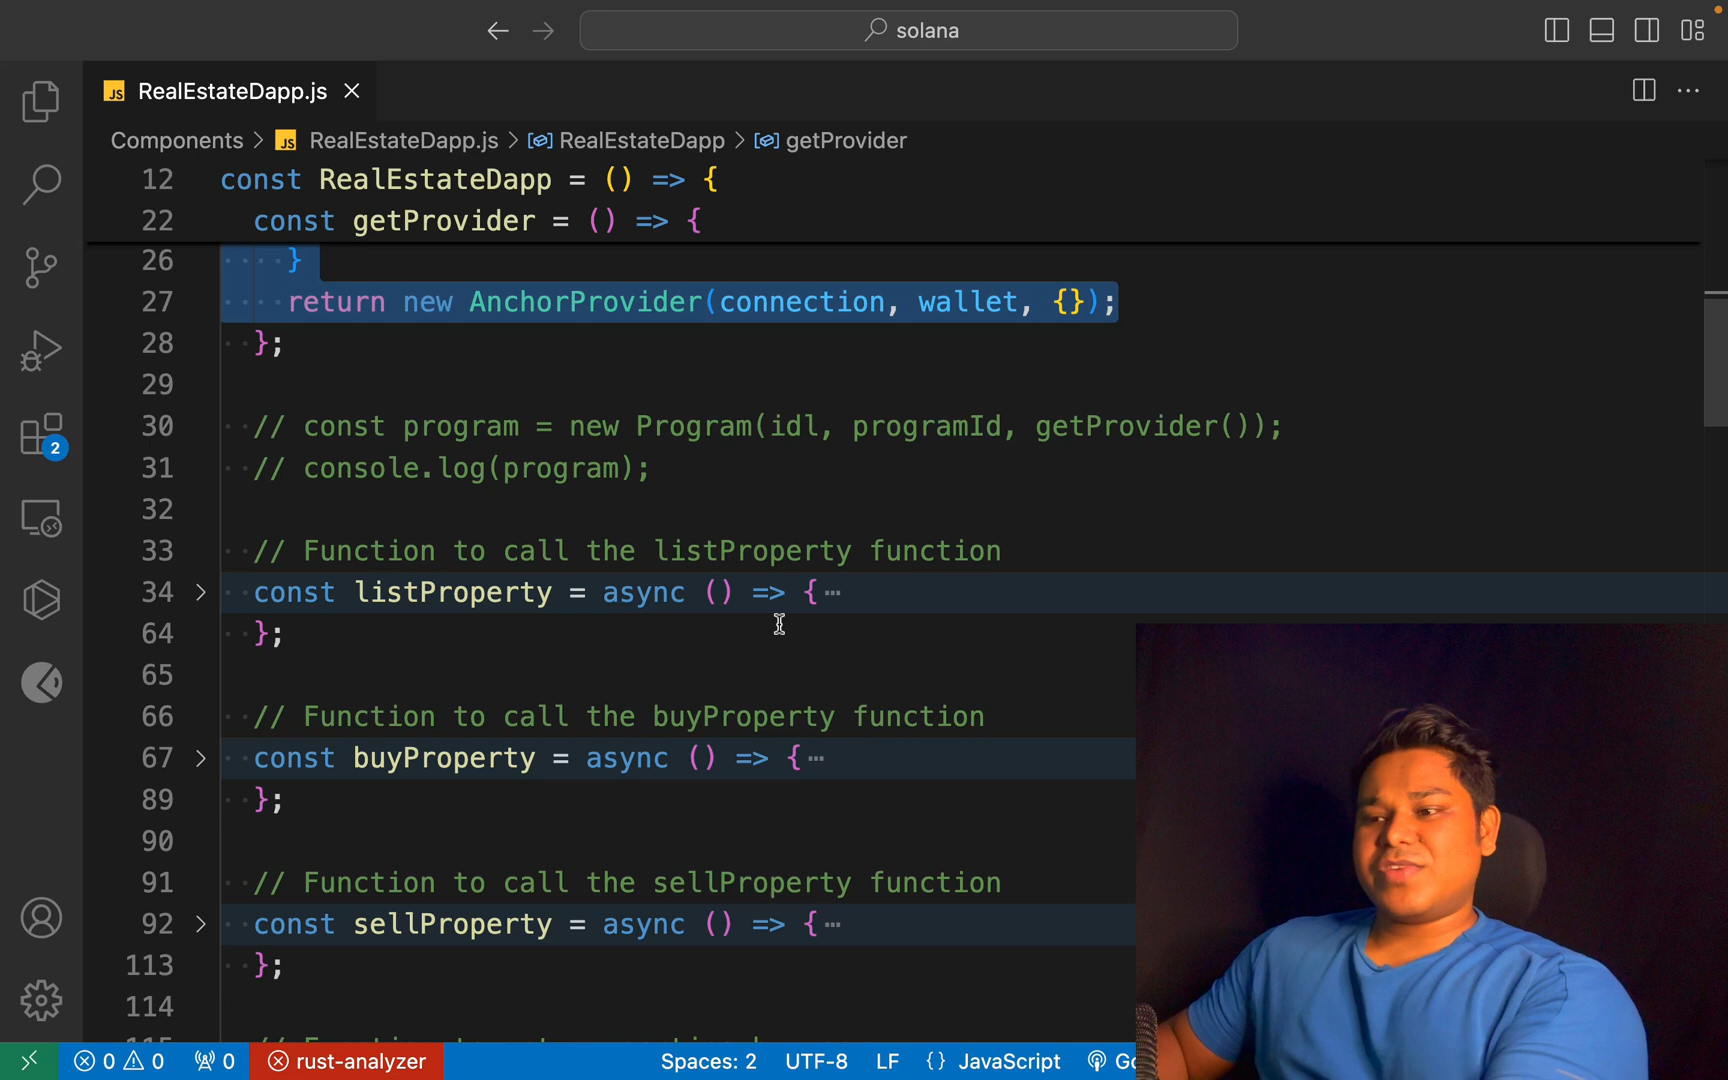 solana
JS RealEstateDapp.js
Components > JS RealEstateDapp.js > RealEstateDapp > getProvider
12 const RealEstateDapp = () => {
22 const getProvider = () => {
26 }
27 return new AnchorProvider(connection, wallet, {});
28 };
29
30 // const program = new Program(idl, programId, getProvider());
31 // console.log(program);
32
33 // Function to call the listProperty function
34 const listProperty = async () => {…
64 };
65
66 // Function to call the buyProperty function
67 const buyProperty = async () => {…
89 };
90
91 // Function to call the sellProperty function
92 const sellProperty = async () => {…
113 };
114
2
0 0 0 rust-analyzer Spaces: 2 UTF-8 LF {} JavaScript